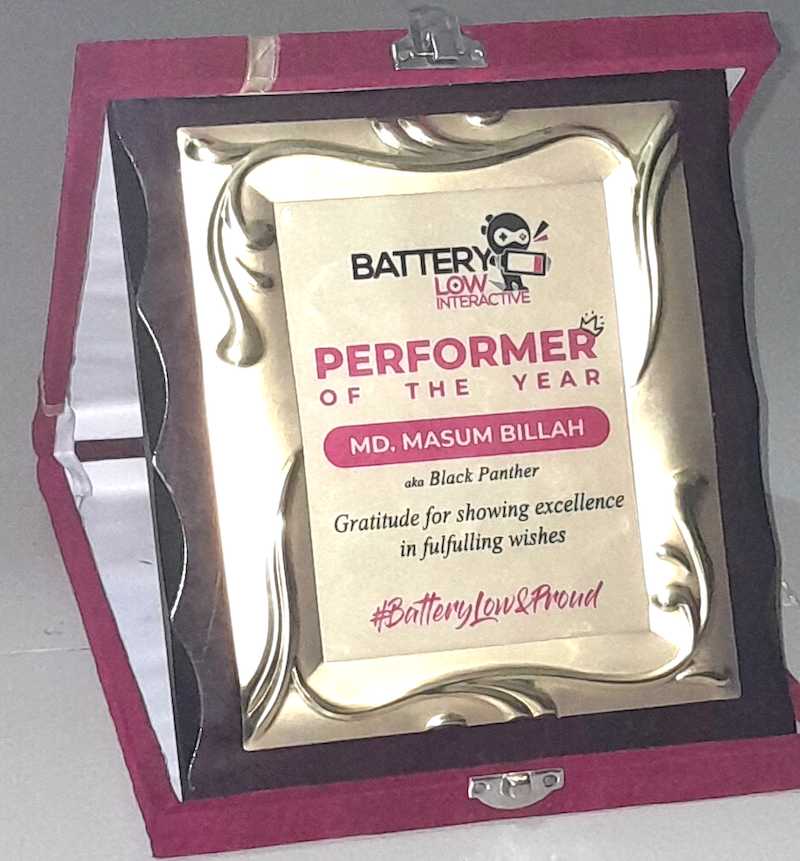 BATTERY
LOW
INTERACTIVE
PERFORMER
OF THE YEAR
MD. MASUM BILLAH
aka Black Panther
Gratitude for showing excellence
in fulfulling wishes
#BatteryLow&Proud